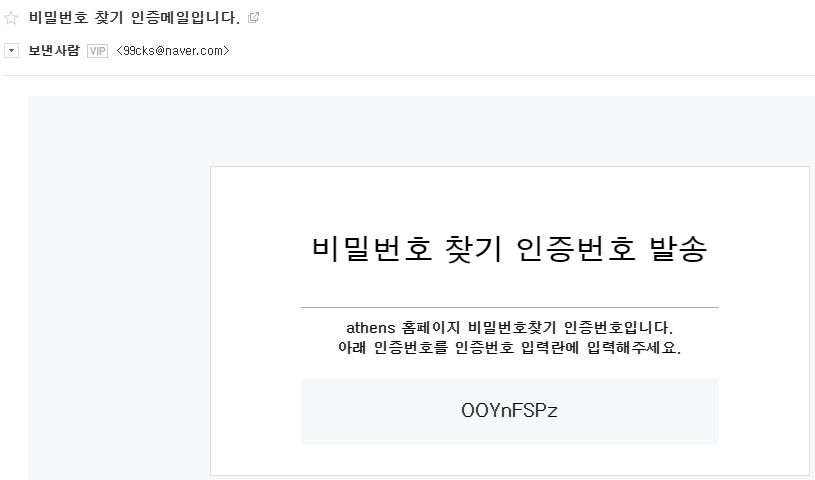 비밀번호 찾기 인증메일입니다.
보낸사람 VIP <99cks@naver.com>
비밀번호 찾기 인증번호 발송
athens 홈페이지 비밀번호찾기 인증번호입니다.
아래 인증번호를 인증번호 입력란에 입력해주세요.
OOYnFSPz